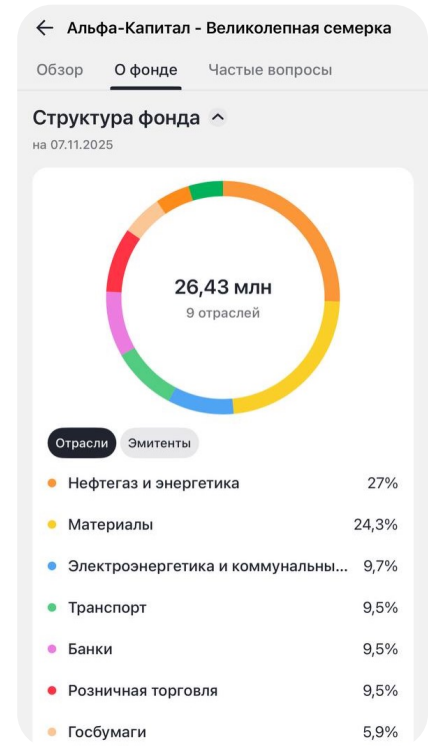 ← Альфа-Капитал - Великолепная семерка
Обзор О фонде Частые вопросы
Структура фонда
на 07.11.2025
26,43 млн
9 отраслей
Отрасли Эмитенты
Нефтегаз и энергетика 27%
Материалы 24,3%
Электроэнергетика и коммунальны... 9,7%
Транспорт 9,5%
Банки 9,5%
Розничная торговля 9,5%
Госбумаги 5,9%